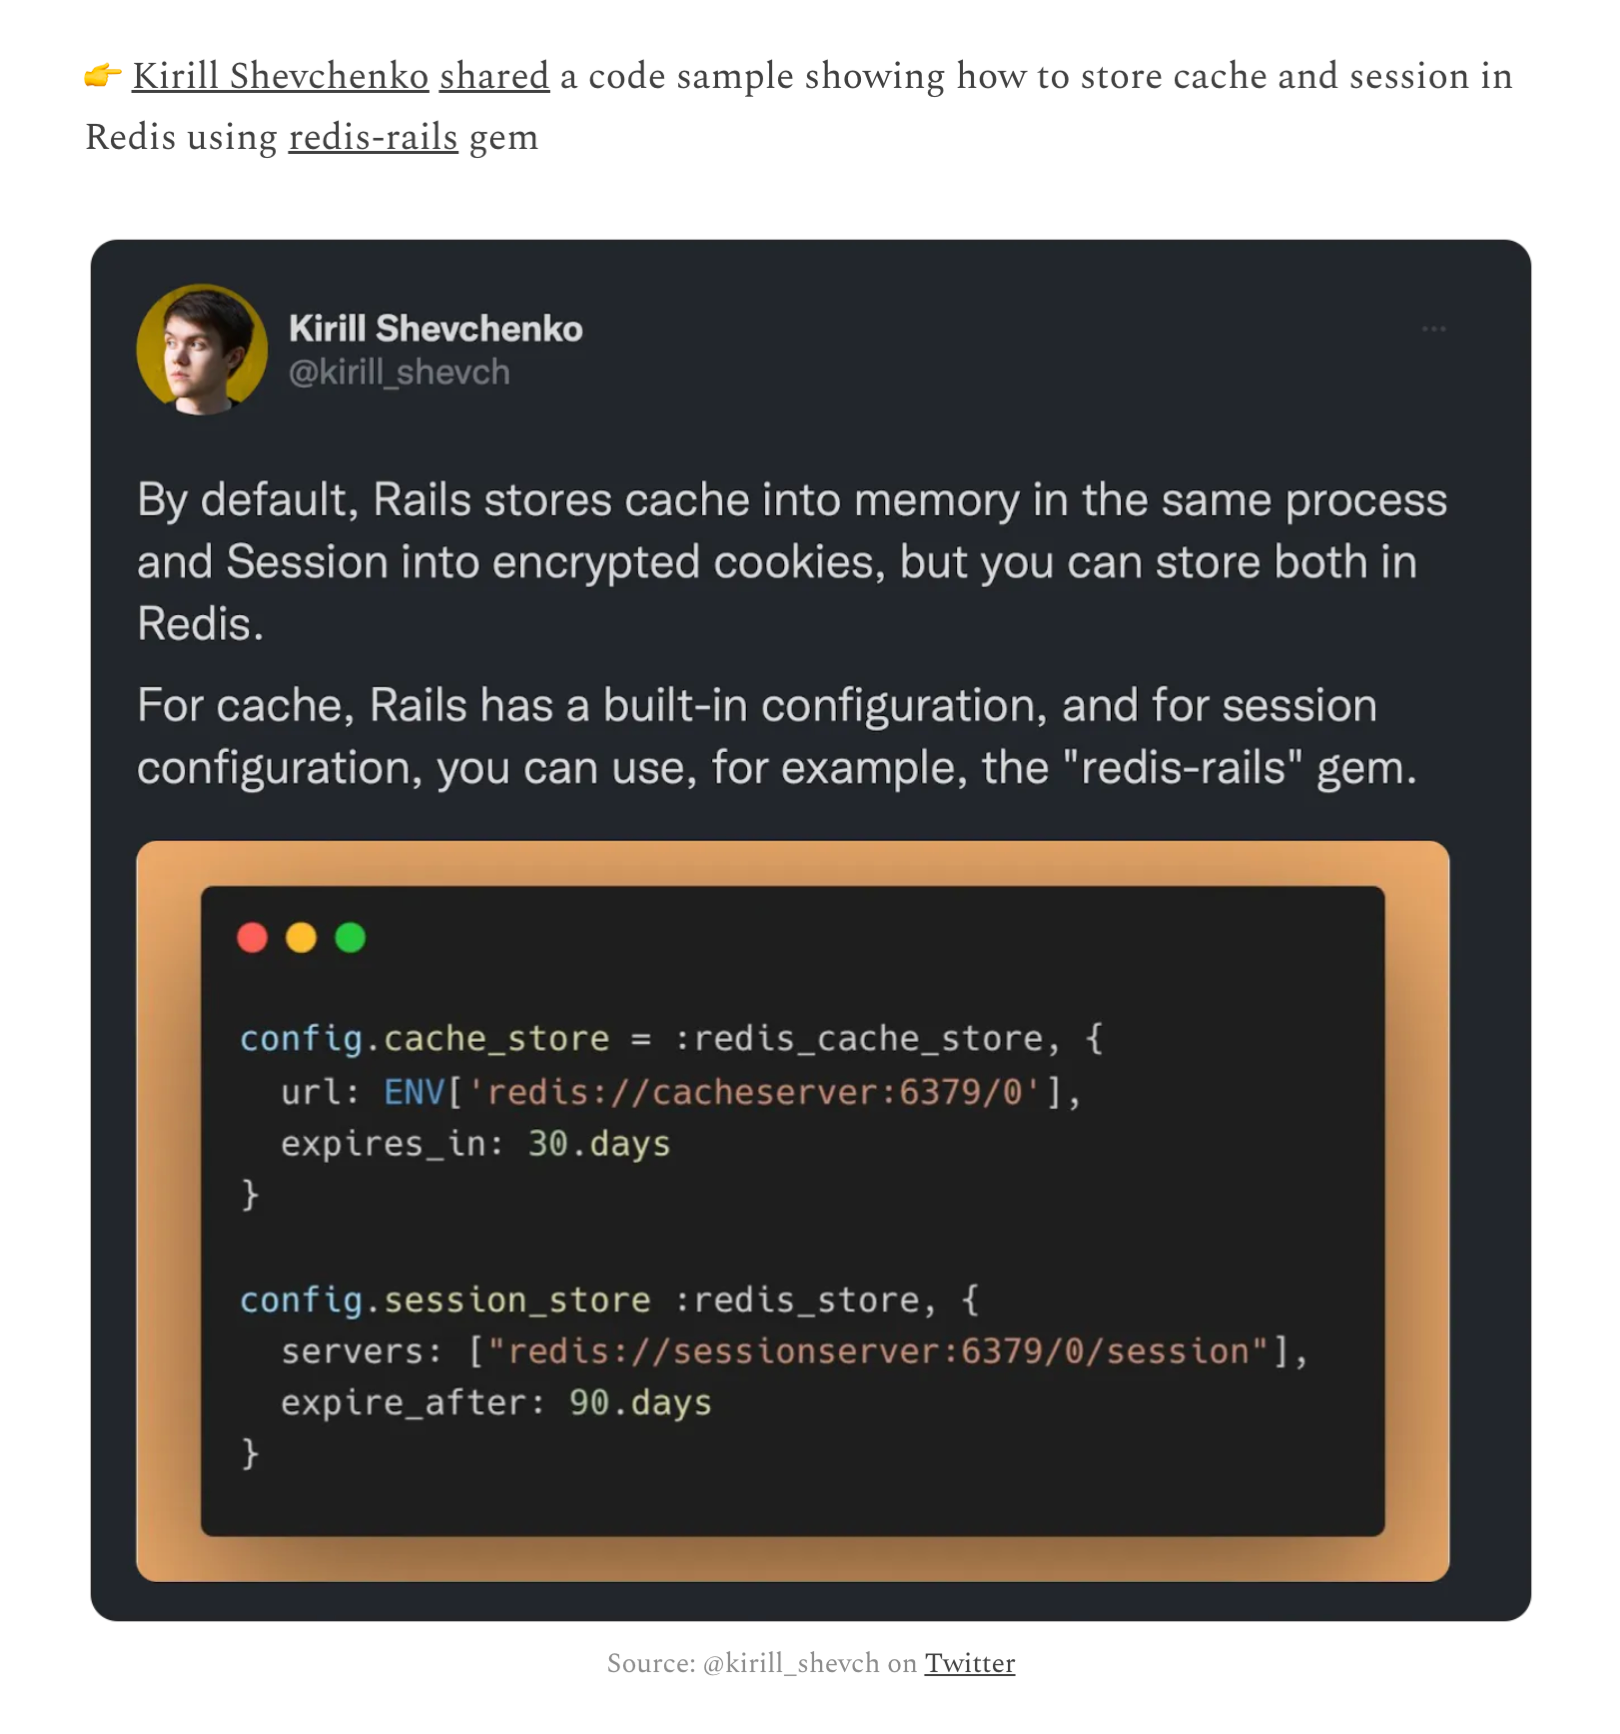 👉 Kirill Shevchenko shared a code sample showing how to store cache and session in
Redis using redis-rails gem
Kirill Shevchenko
@kirill_shevch
By default, Rails stores cache into memory in the same process
and Session into encrypted cookies, but you can store both in
Redis.
For cache, Rails has a built-in configuration, and for session
configuration, you can use, for example, the "redis-rails" gem.
config.cache_store = :redis_cache_store, {
  url: ENV['redis://cacheserver:6379/0'],
  expires_in: 30.days
}
config.session_store :redis_store, {
  servers: ["redis://sessionserver:6379/0/session"],
  expire_after: 90.days
}
Source: @kirill_shevch on Twitter